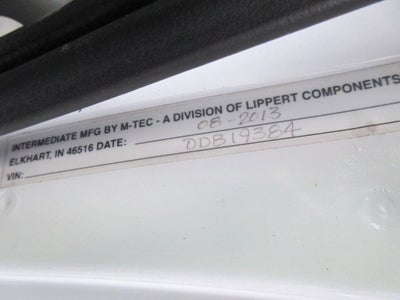 INTERMEDIATE MFG BY M-TEC - A DIVISION OF LIPPERT COMPONENTS
ELKHART, IN 46516 DATE: 08-2013
VIN: DDB19384